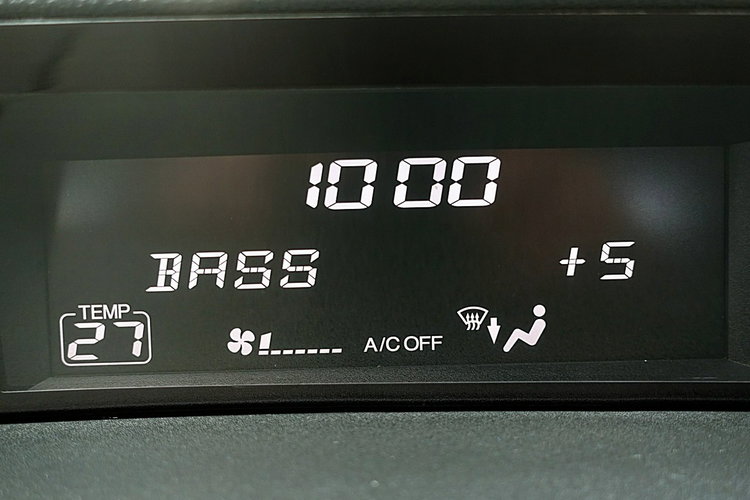 10 00
BASS +5
TEMP
27
A/C OFF